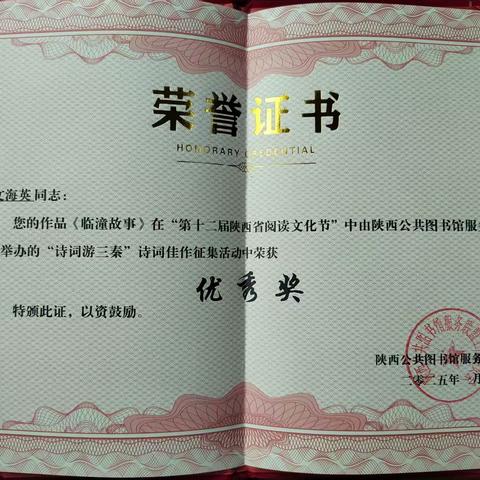 荣誉证书
HONORARY CREDENTIAL
海英同志：
您的作品《临潼故事》在“第十二届陕西省阅读文化节”中由陕西公共图书馆服务
举办的“诗词游三秦”诗词佳作征集活动中荣获
优秀奖
特颁此证，以资鼓励。
陕西公共图书馆服务
二〇二五年一月